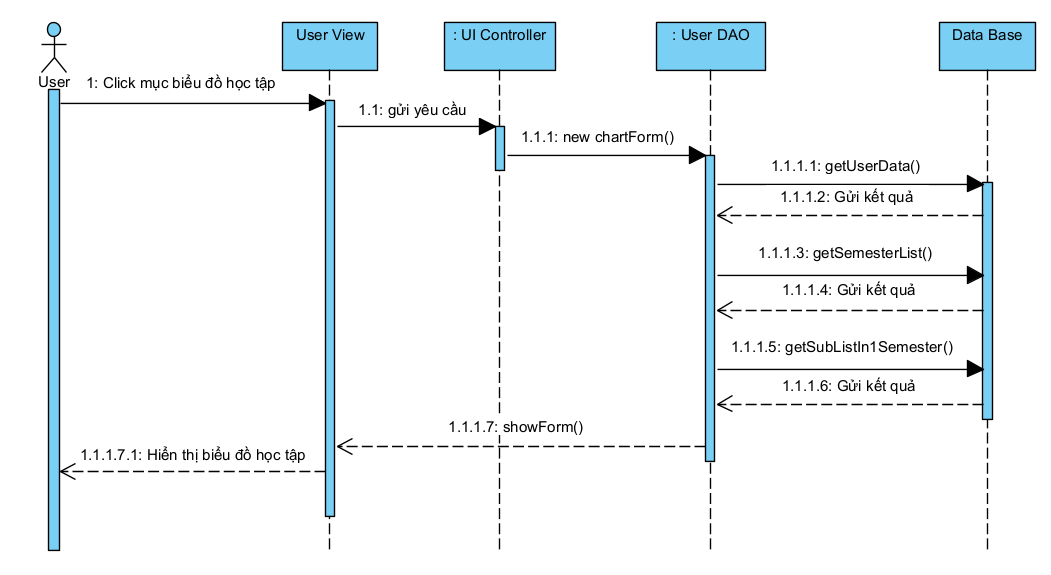 User View
: UI Controller
: User DAO
Data Base
User
1: Click mục biểu đồ học tập
1.1: gửi yêu cầu
1.1.1: new chartForm()
1.1.1.1: getUserData()
1.1.1.2: Gửi kết quả
1.1.1.3: getSemesterList()
1.1.1.4: Gửi kết quả
1.1.1.5: getSubListIn1Semester()
1.1.1.6: Gửi kết quả
1.1.1.7: showForm()
1.1.1.7.1: Hiển thị biểu đồ học tập